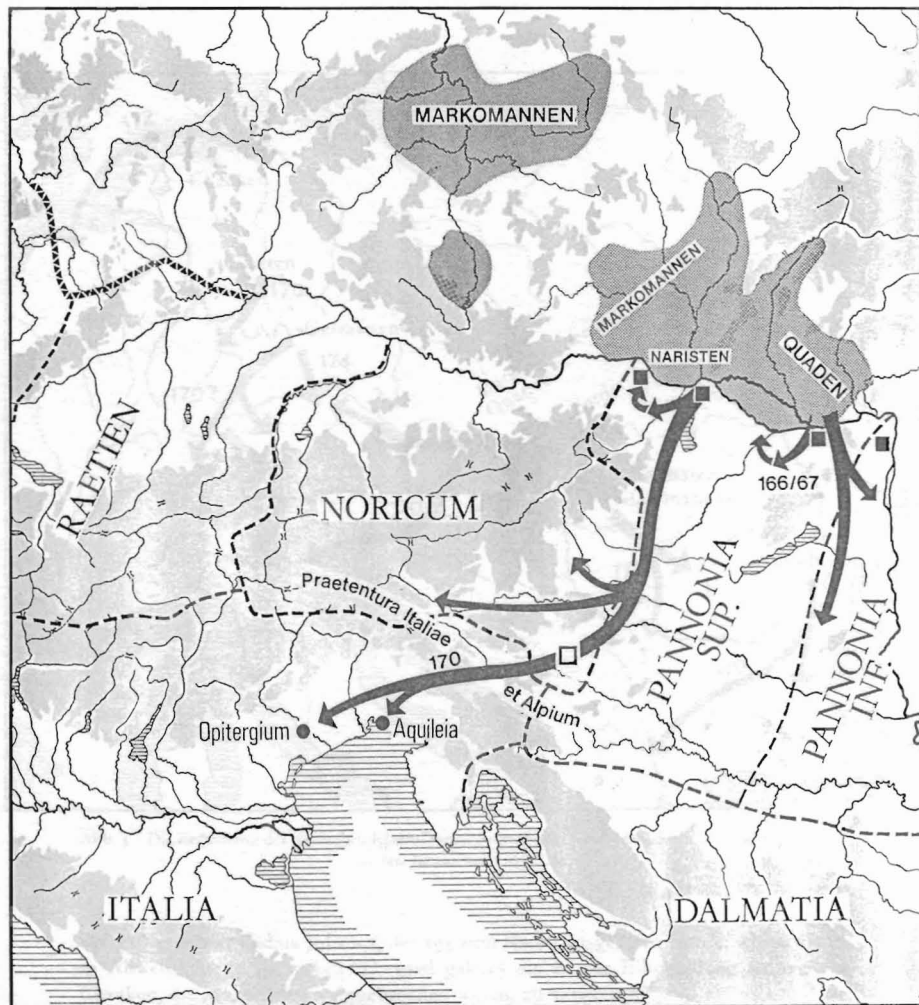 MARKOMANNEN
MARKOMANNEN
NARISTEN
QUADEN
RAETIEN
NORICUM
166/67
Praetentura Italiae
PANNONIA
SUP.
170
PANNONIA
INF.
et Alpium
Opitergium
Aquileia
ITALIA
DALMATIA